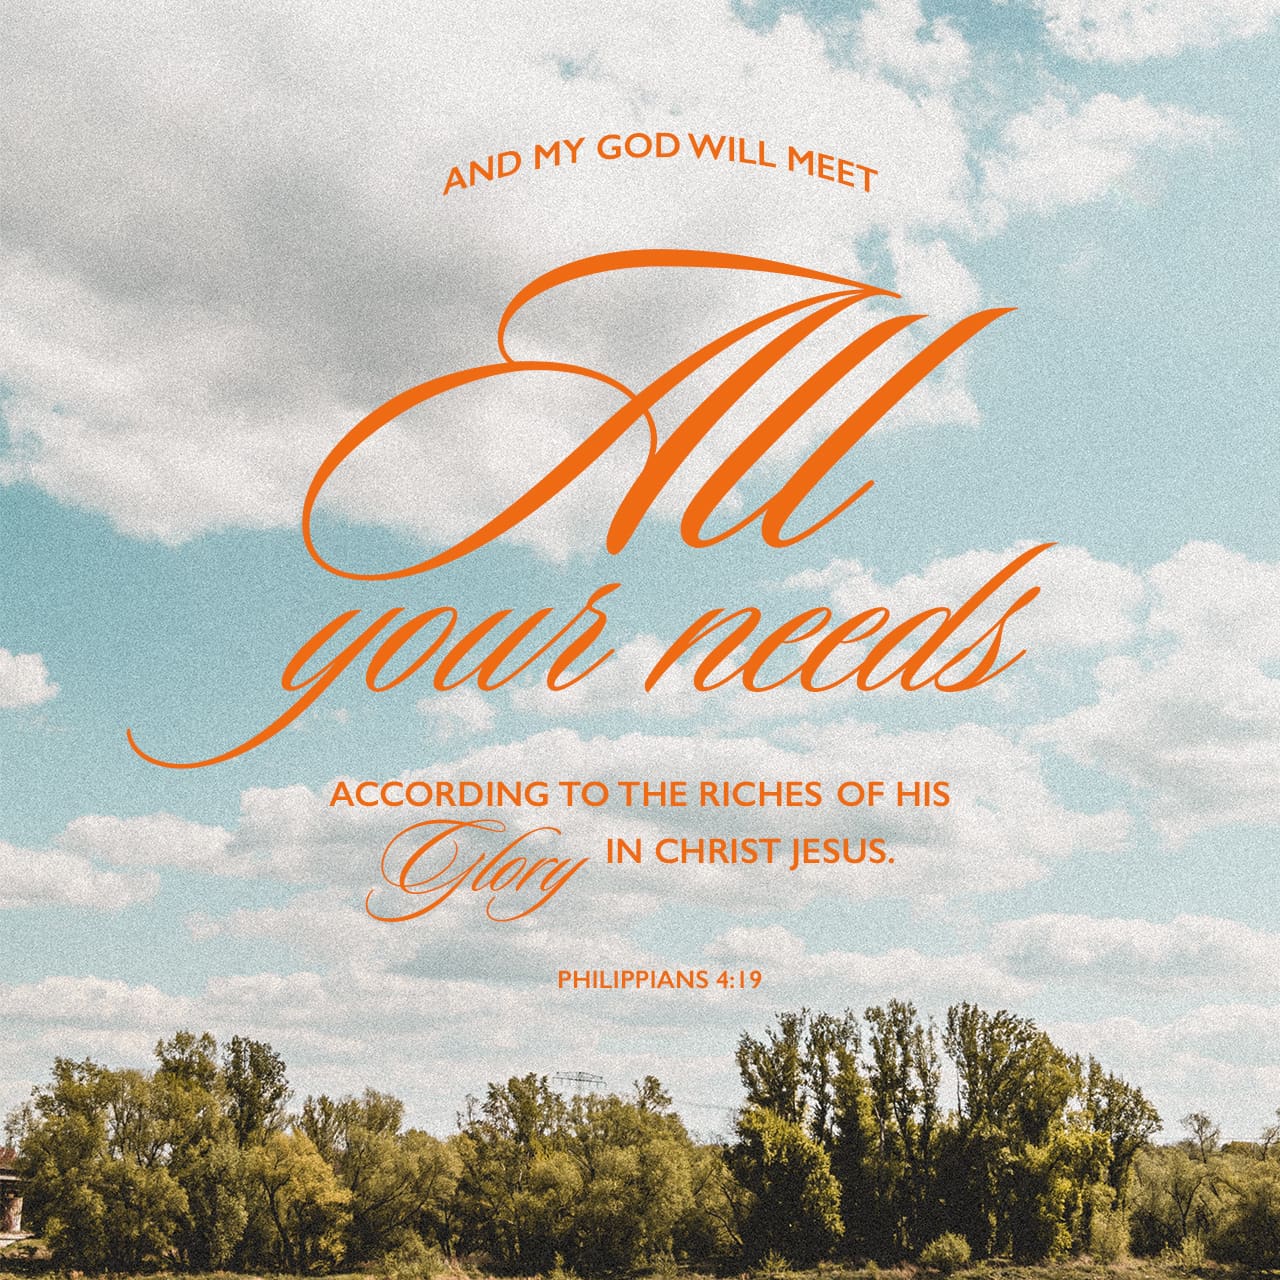 AND MY GOD WILL MEET
All
your needs
ACCORDING TO THE RICHES OF HIS
Glory IN CHRIST JESUS.
PHILIPPIANS 4:19